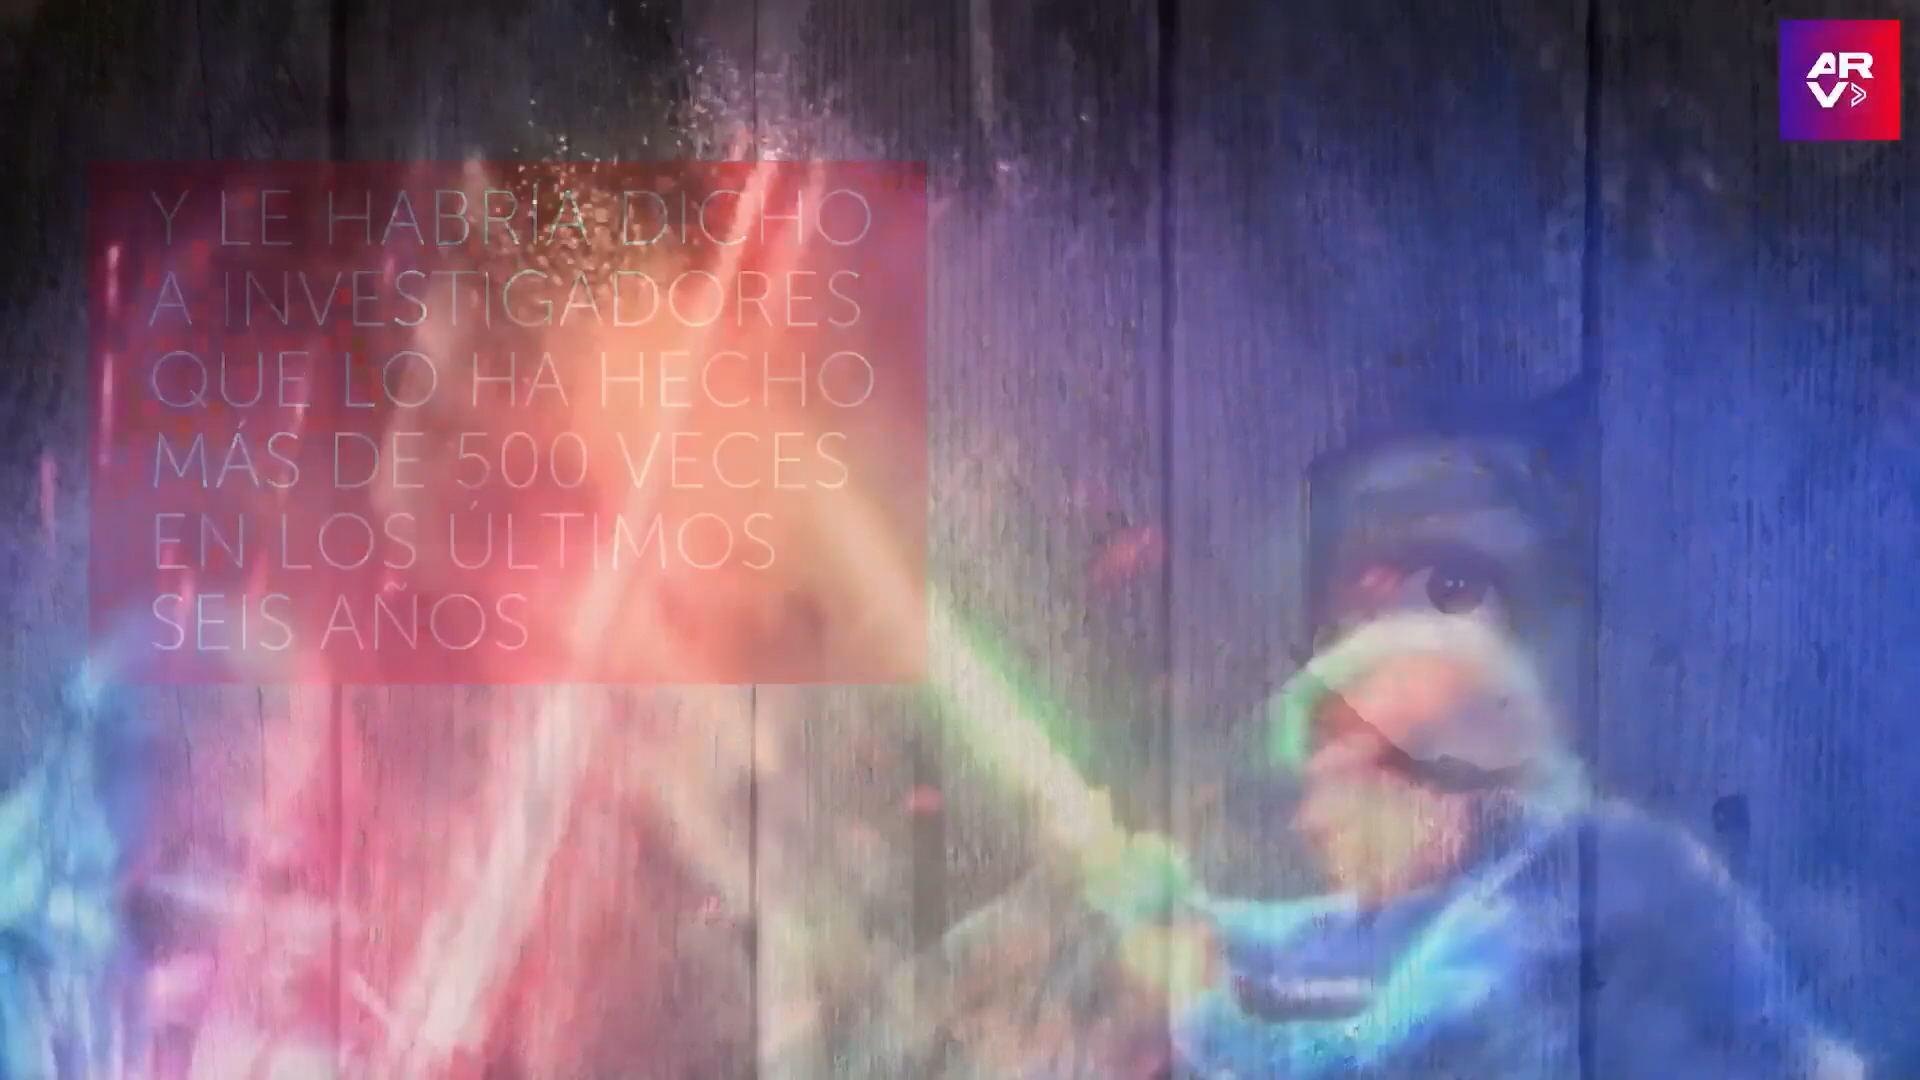 ARV
Y LE HABRÍA DICHO
A INVESTIGADORES
QUE LO HA HECHO
MÁS DE 500 VECES
EN LOS ÚLTIMOS
SEIS AÑOS